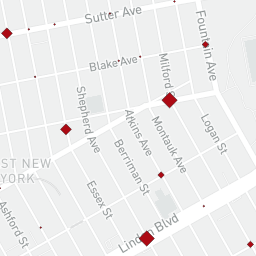 Sutter Ave
Fountain Ave
Blake Ave
Milford S
Shepherd Ave
Atkins Ave
Montauk Ave
Logan St
Berriman St
ST NEW
YORK
Essex St
Ashford St
Linden Blvd